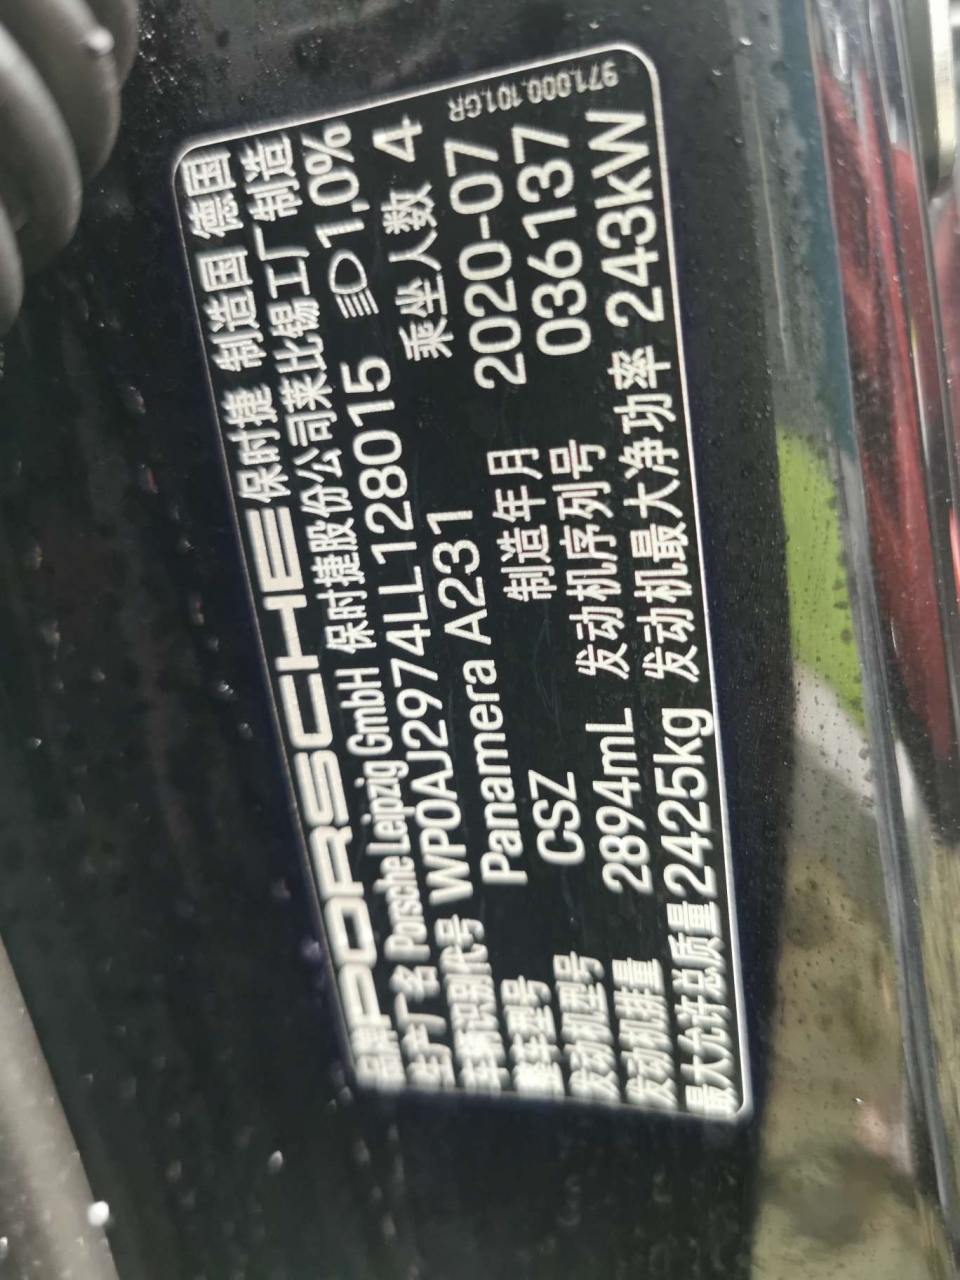 971.000.101.GR
品牌 PORSCHE 保时捷 制造国 德国
生产厂名 Porsche Leipzig GmbH 保时捷股份公司莱比锡工厂制造
车辆识别代号 WP0AJ2974LL128015 1,0%
整车型号 Panamera A231 乘坐人数 4
发动机型号 CSZ 制造年月 2020-07
发动机排量 2894mL 发动机序列号 036137
最大允许总质量 2425kg 发动机最大净功率 243kW